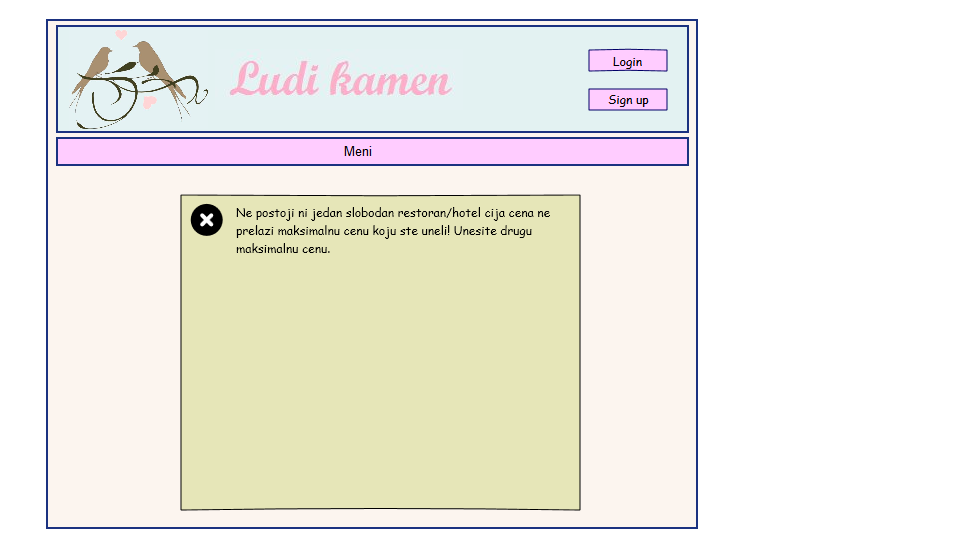 Ludi kamen
Login
Sign up
Meni
Ne postoji ni jedan slobodan restoran/hotel cija cena ne
prelazi maksimalnu cenu koju ste uneli! Unesite drugu
maksimalnu cenu.